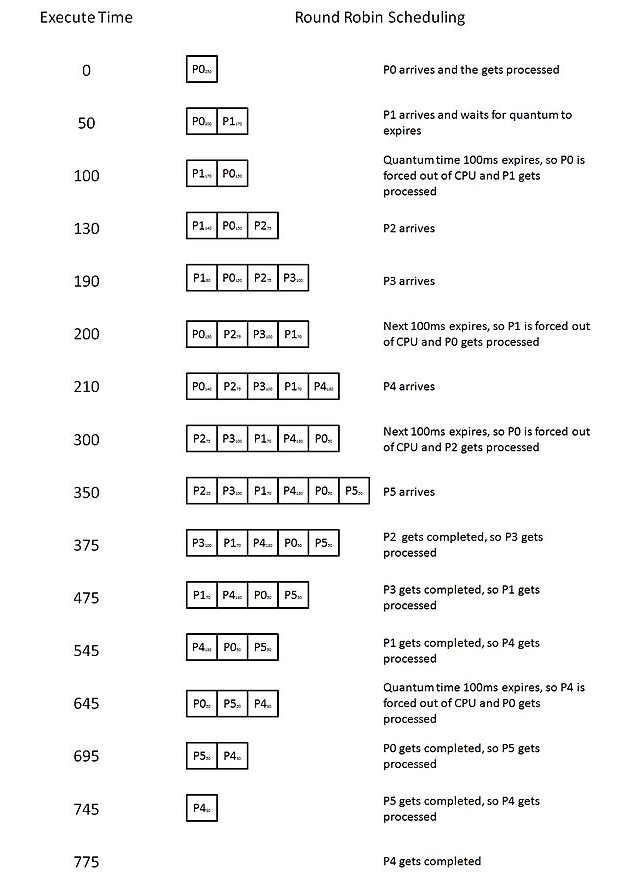 Execute Time
Round Robin Scheduling
0
P0
P0 arrives and the gets processed
50
P0 P1
P1 arrives and waits for quantum to
expires
100
P1 P0
Quantum time 100ms expires, so P0 is
forced out of CPU and P1 gets
processed
130
P1 P0 P2
P2 arrives
190
P1 P0 P2 P3
P3 arrives
200
P0 P2 P3 P1
Next 100ms expires, so P1 is forced out
of CPU and P0 gets processed
210
P0 P2 P3 P1 P4
P4 arrives
300
P2 P3 P1 P4 P0
Next 100ms expires, so P0 is forced out
of CPU and P2 gets processed
350
P2 P3 P1 P4 P0 P5
P5 arrives
375
P3 P1 P4 P0 P5
P2 gets completed, so P3 gets
processed
475
P1 P4 P0 P5
P3 gets completed, so P1 gets
processed
545
P4 P0 P5
P1 gets completed, so P4 gets
processed
645
P0 P5 P4
Quantum time 100ms expires, so P4 is
forced out of CPU and P0 gets
processed
695
P5 P4
P0 gets completed, so P5 gets
processed
745
P4
P5 gets completed, so P4 gets
processed
775
P4 gets completed